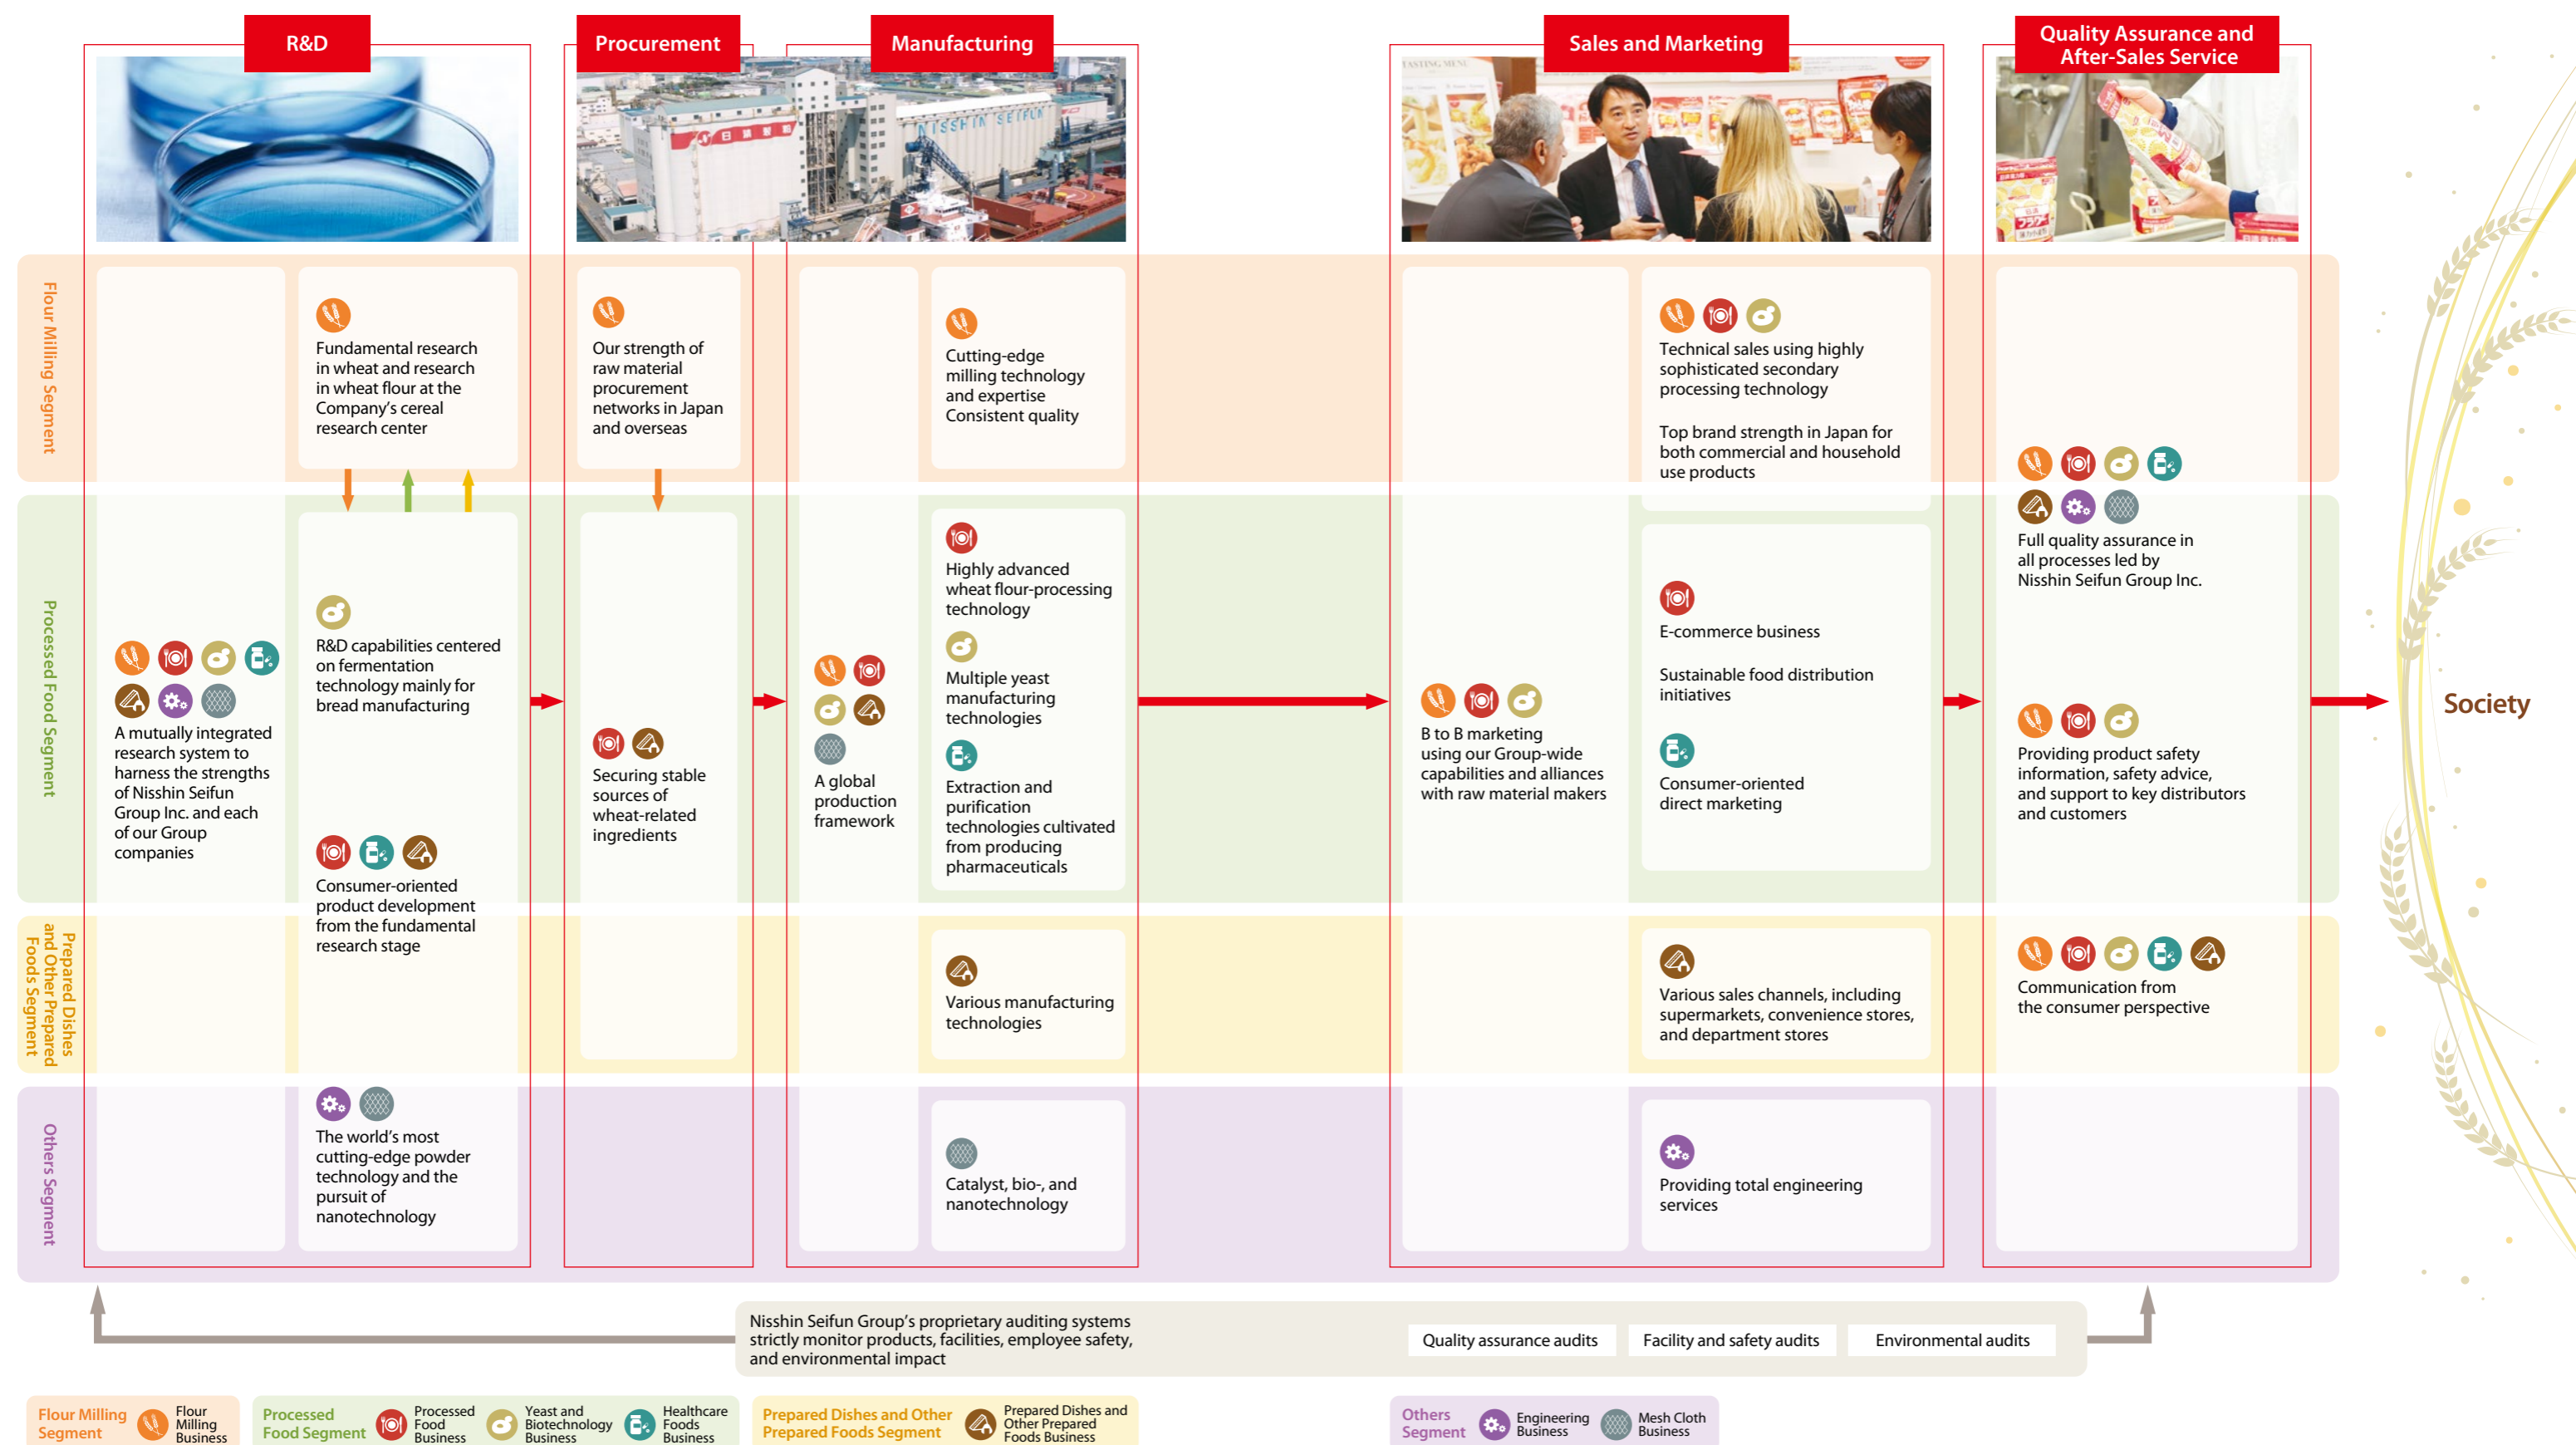 R&D
Procurement
Manufacturing
Sales and Marketing
Quality Assurance and
After-Sales Service
日清製粉
NISSHIN SEIFUN
TASTING MENU
Flour Milling Segment
Fundamental research
in wheat and research
in wheat flour at the
Company's cereal
research center
Our strength of
raw material
procurement
networks in Japan
and overseas
Cutting-edge
milling technology
and expertise
Consistent quality
Technical sales using highly
sophisticated secondary
processing technology
Top brand strength in Japan for
both commercial and household
use products
Full quality assurance in
all processes led by
Nisshin Seifun Group Inc.
Processed Food Segment
A mutually integrated
research system to
harness the strengths
of Nisshin Seifun
Group Inc. and each
of our Group
companies
R&D capabilities centered
on fermentation
technology mainly for
bread manufacturing
Consumer-oriented
product development
from the fundamental
research stage
Securing stable
sources of
wheat-related
ingredients
A global
production
framework
Highly advanced
wheat flour-processing
technology
Multiple yeast
manufacturing
technologies
Extraction and
purification
technologies cultivated
from producing
pharmaceuticals
B to B marketing
using our Group-wide
capabilities and alliances
with raw material makers
E-commerce business
Sustainable food distribution
initiatives
Consumer-oriented
direct marketing
Providing product safety
information, safety advice,
and support to key distributors
and customers
Society
Prepared Dishes
and Other Prepared
Foods Segment
Various manufacturing
technologies
Various sales channels, including
supermarkets, convenience stores,
and department stores
Communication from
the consumer perspective
Others Segment
The world's most
cutting-edge powder
technology and the
pursuit of
nanotechnology
Catalyst, bio-, and
nanotechnology
Providing total engineering
services
Nisshin Seifun Group's proprietary auditing systems
strictly monitor products, facilities, employee safety,
and environmental impact
Quality assurance audits
Facility and safety audits
Environmental audits
Flour Milling
Segment
Flour
Milling
Business
Processed
Food Segment
Processed
Food
Business
Yeast and
Biotechnology
Business
Healthcare
Foods
Business
Prepared Dishes and Other
Prepared Foods Segment
Prepared Dishes and
Other Prepared
Foods Business
Others
Segment
Engineering
Business
Mesh Cloth
Business